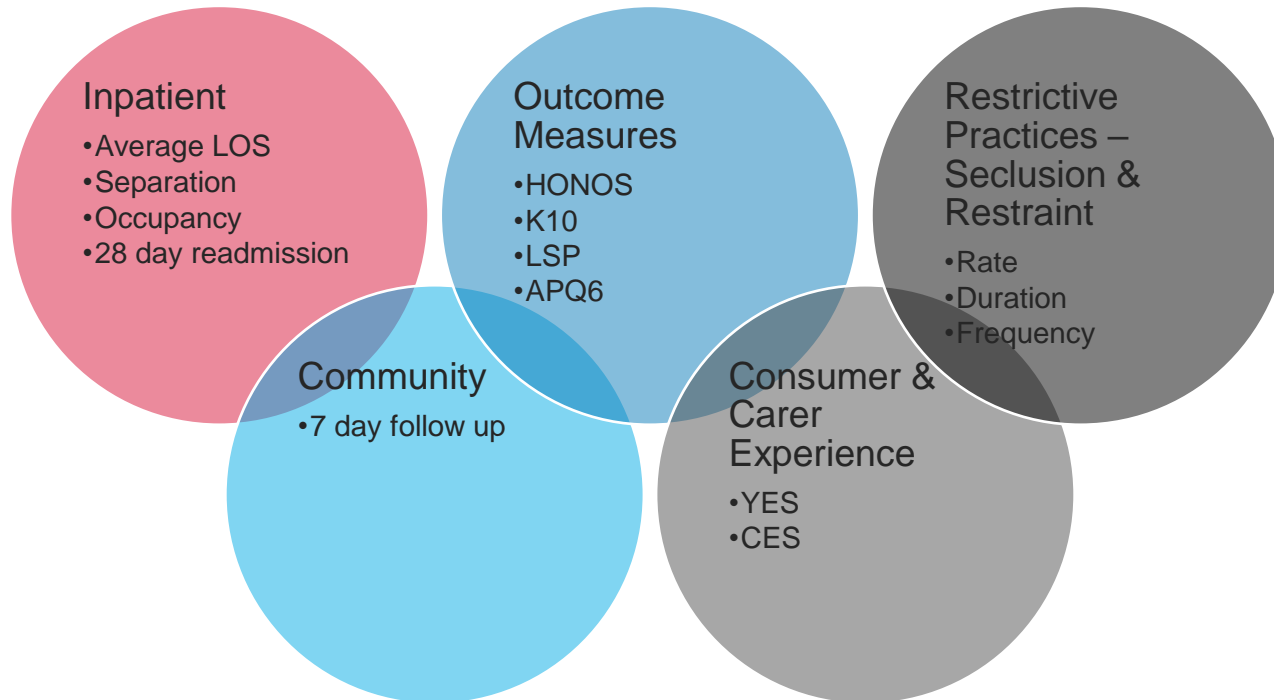 Inpatient
•Average LOS
•Separation
•Occupancy
•28 day readmission
Outcome
Measures
•HONOS
•K10
•LSP
•APQ6
Restrictive
Practices –
Seclusion &
Restraint
•Rate
•Duration
•Frequency
Community
•7 day follow up
Consumer &
Carer
Experience
•YES
•CES